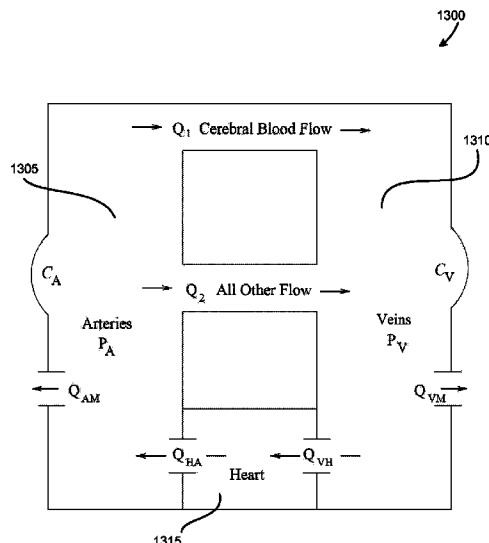 1300
Q1 Cerebral Blood Flow
1305
1310
CA
CV
Q2 All Other Flow
Arteries
PA
Veins
PV
QAM
QVM
QHA
QVH
Heart
1315